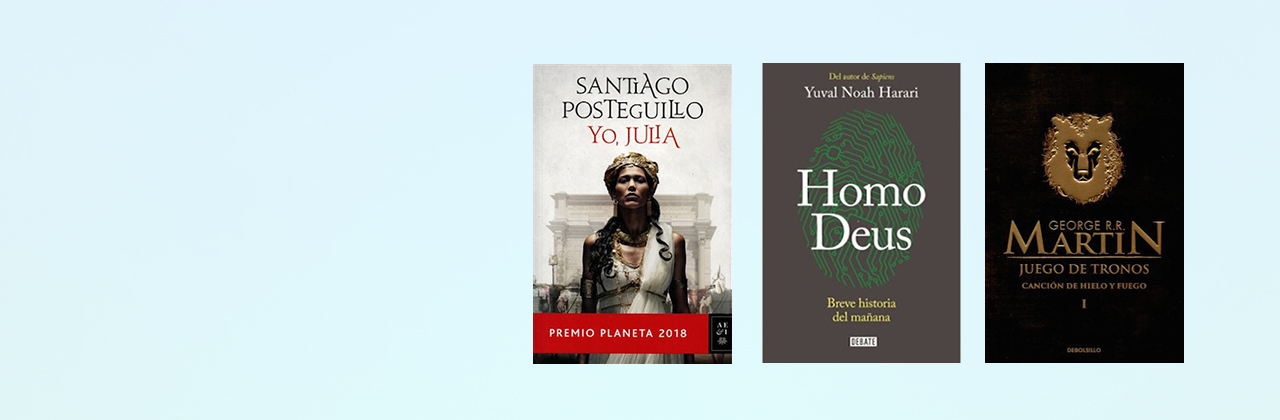 SANTIAGO
POSTEGUILLO
YO, JULIA
PREMIO PLANETA 2018
AE
&I
Del autor de Sapiens
Yuval Noah Harari
Homo
Deus
Breve historia
del mañana
DEBATE
GEORGE R.R.
MARTIN
JUEGO DE TRONOS
CANCIÓN DE HIELO Y FUEGO
I
DEBOLSILLO